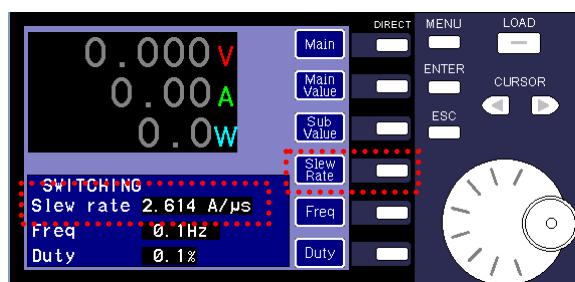 0.000V
0.00A
0.0W
SWITCHING
Slew rate 2.614 A/µs
Freq 0.1Hz
Duty 0.1%
Main
Main
Value
Sub
Value
Slew
Rate
Freq
Duty
DIRECT
MENU
ENTER
ESC
LOAD
CURSOR